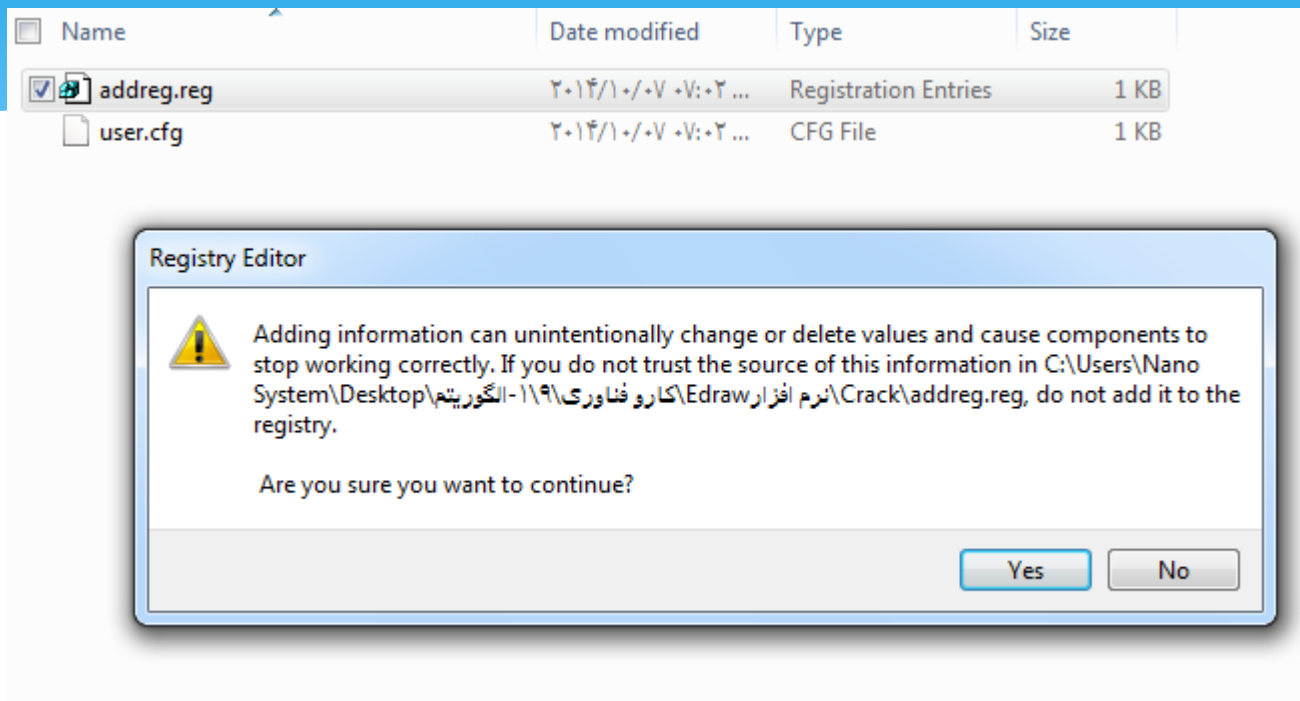 Name Date modified Type Size
addreg.reg ۲۰۱۴/۱۰/۰۷ ۰۷:۰۲ ... Registration Entries 1 KB
user.cfg ۲۰۱۴/۱۰/۰۷ ۰۷:۰۲ ... CFG File 1 KB
Registry Editor
Adding information can unintentionally change or delete values and cause components to
stop working correctly. If you do not trust the source of this information in C:\Users\Nano
System\Desktop\کارو فناوری\۹\۱-الگوریتم\Edrawنرم افزار\Crack\addreg.reg, do not add it to the
registry.
Are you sure you want to continue?
Yes No